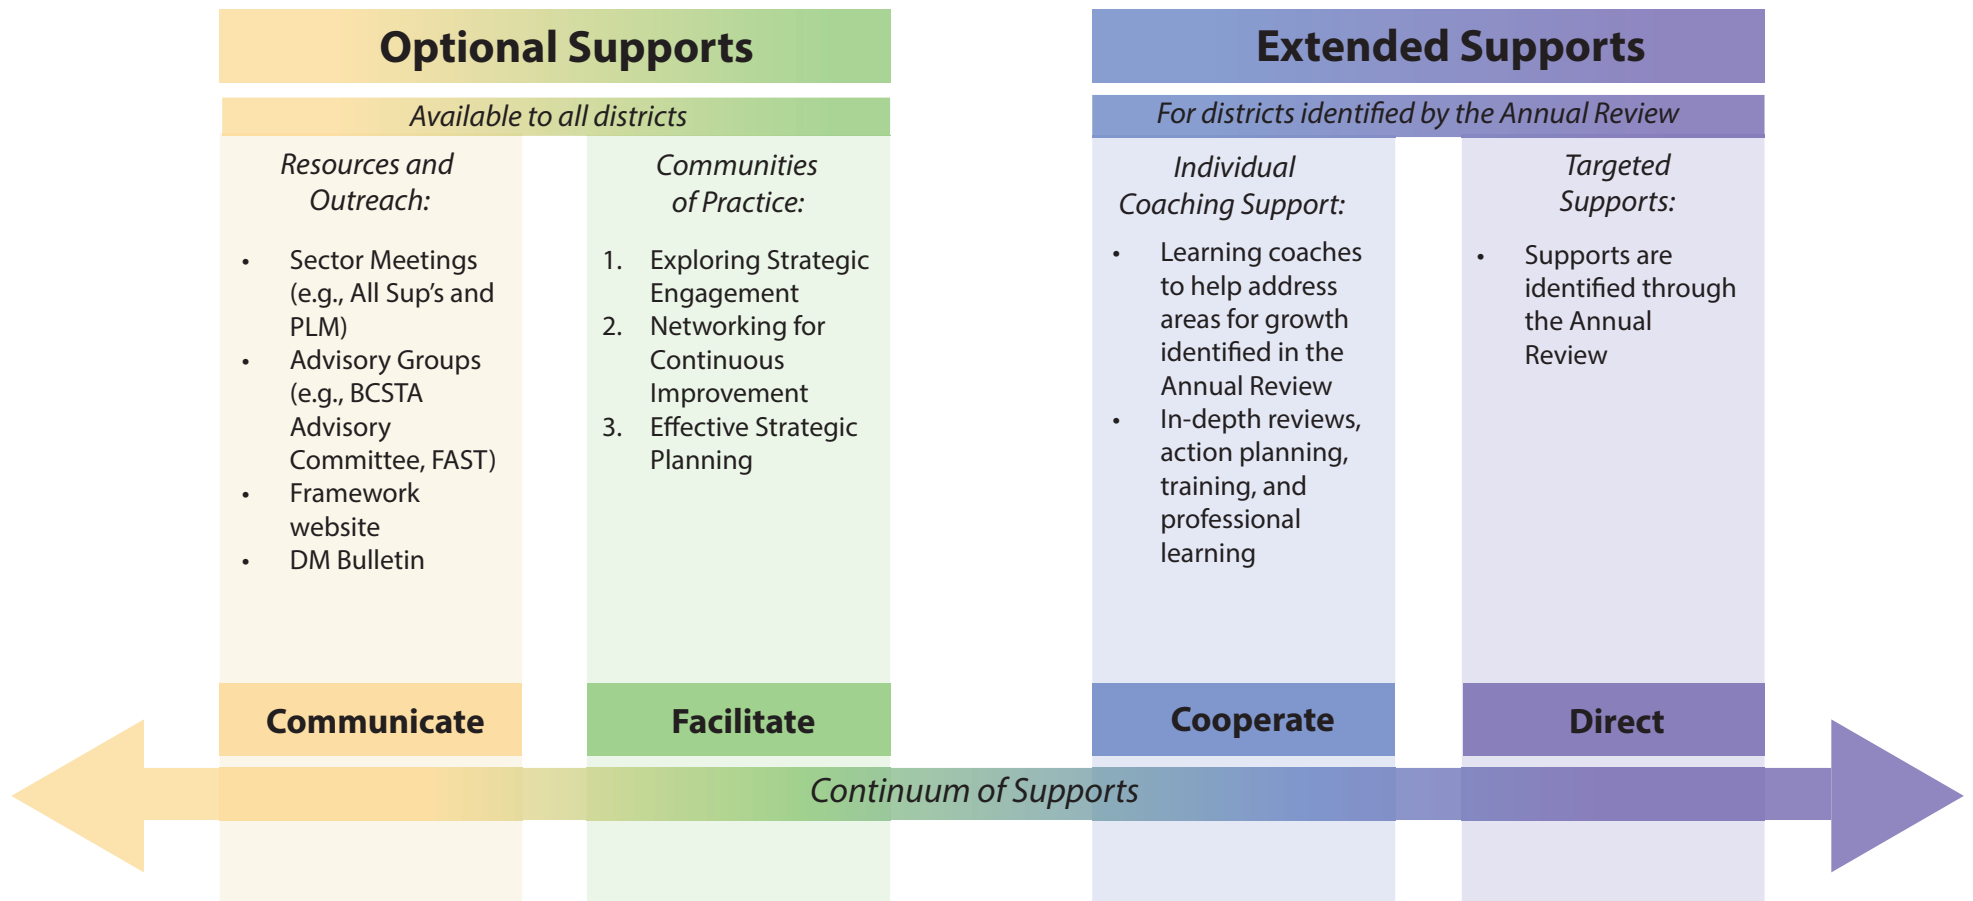 Optional Supports
Available to all districts
Resources and
Outreach:
• Sector Meetings
(e.g., All Sup's and
PLM)
• Advisory Groups
(e.g., BCSTA
Advisory
Committee, FAST)
• Framework
website
• DM Bulletin
Communicate
Communities
of Practice:
1. Exploring Strategic
Engagement
2. Networking for
Continuous
Improvement
3. Effective Strategic
Planning
Facilitate
Extended Supports
For districts identified by the Annual Review
Individual
Coaching Support:
• Learning coaches
to help address
areas for growth
identified in the
Annual Review
• In-depth reviews,
action planning,
training, and
professional
learning
Cooperate
Targeted
Supports:
• Supports are
identified through
the Annual
Review
Direct
Continuum of Supports